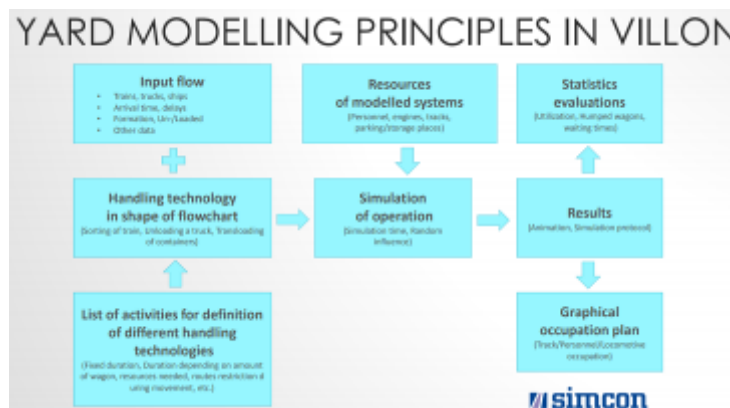 YARD MODELLING PRINCIPLES IN VILLON
Input flow
• Trains, trucks, ships
• Arrival time, delays
• Formation, Un-/Loaded
• Other data
Resources
of modelled systems
(Personnel, engines, tracks,
parking/storage places)
Statistics
evaluations
(Utilization, Humped wagons,
waiting times)
Handling technology
in shape of flowchart
(Sorting of train, Unloading a truck, Transloading
of containers)
Simulation
of operation
(Simulation time, Random
influence)
Results
(Animation, Simulation protocol)
List of activities for definition
of different handling
technologies
(Fixed duration, Duration depending on amount
of wagon, resources needed, routes restriction d
uring movement, etc.)
Graphical
occupation plan
(Track/Personnel/Locomotive
occupation)
simcon